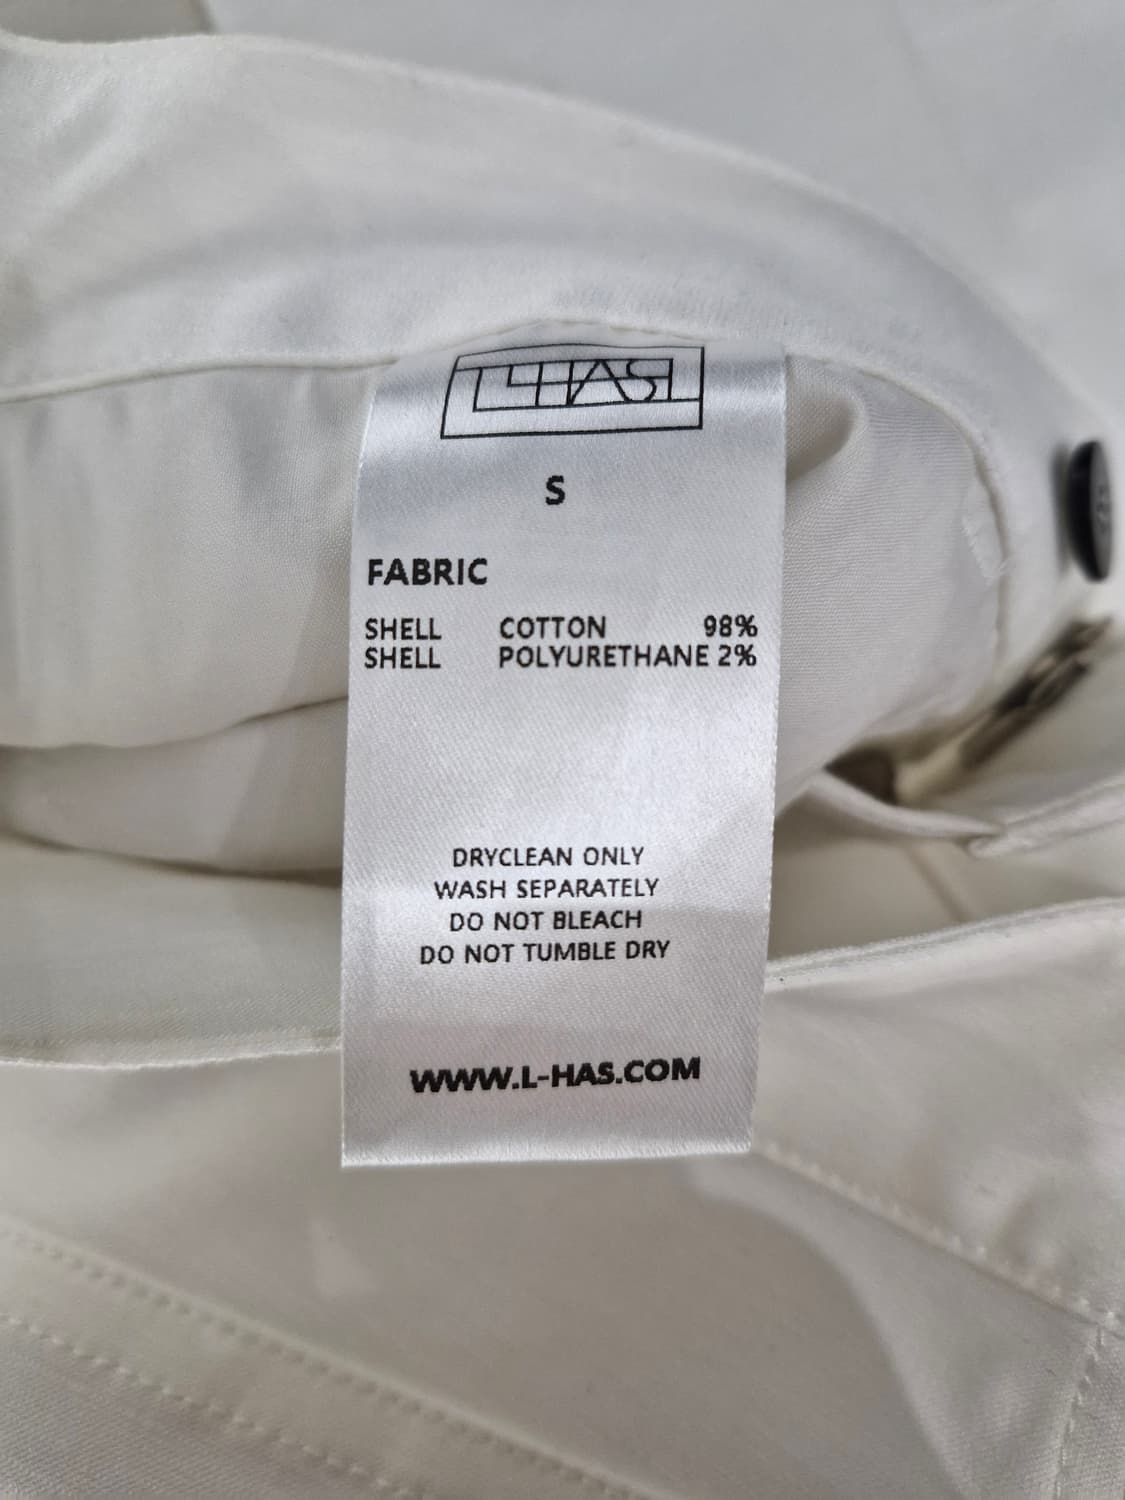 L-HAS
S
FABRIC
SHELL COTTON 98%
SHELL POLYURETHANE 2%
DRYCLEAN ONLY
WASH SEPARATELY
DO NOT BLEACH
DO NOT TUMBLE DRY
WWW.L-HAS.COM